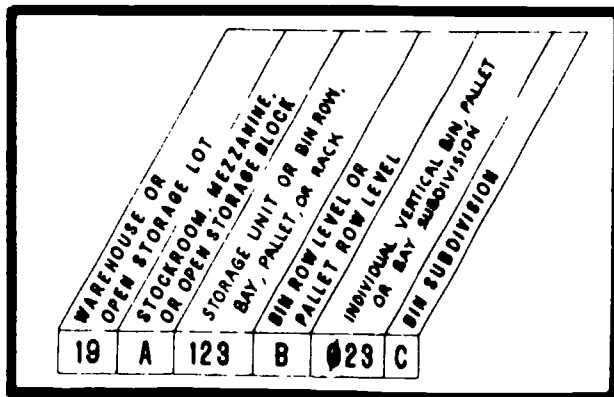 WAREHOUSE OR
OPEN STORAGE LOT
STOCKROOM, MEZZANINE,
OR OPEN STORAGE BLOCK
STORAGE UNIT OR BIN ROW,
BAY, PALLET, OR RACK
BIN ROW LEVEL OR
PALLET ROW LEVEL
INDIVIDUAL VERTICAL BIN, PALLET
OR BAY SUBDIVISION
BIN SUBDIVISION
19 A 123 B Ø23 C